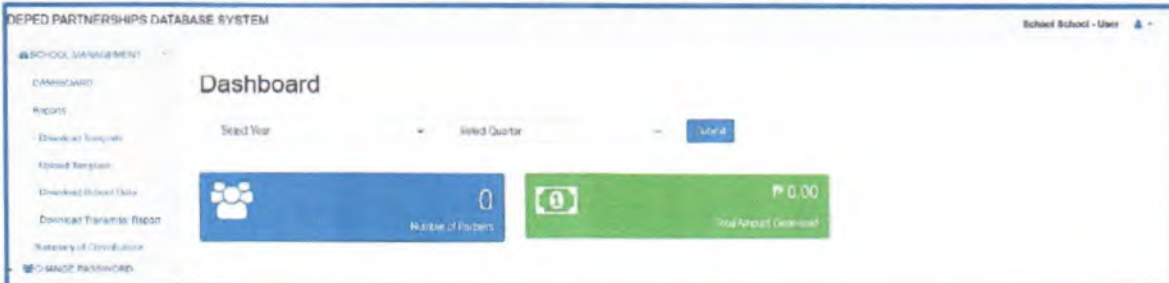 DEPED PARTNERSHIPS DATABASE SYSTEM
School School - User
SCHOOL MANAGEMENT
DASHBOARD
Reports
Download Template
Upload Template
Download School Data
Download Transmittal Report
Summary of Contributions
CHANGE PASSWORD
Dashboard
Select Year
Select Quarter
Submit
0
Number of Partners
₱ 0.00
Total Amount Generated